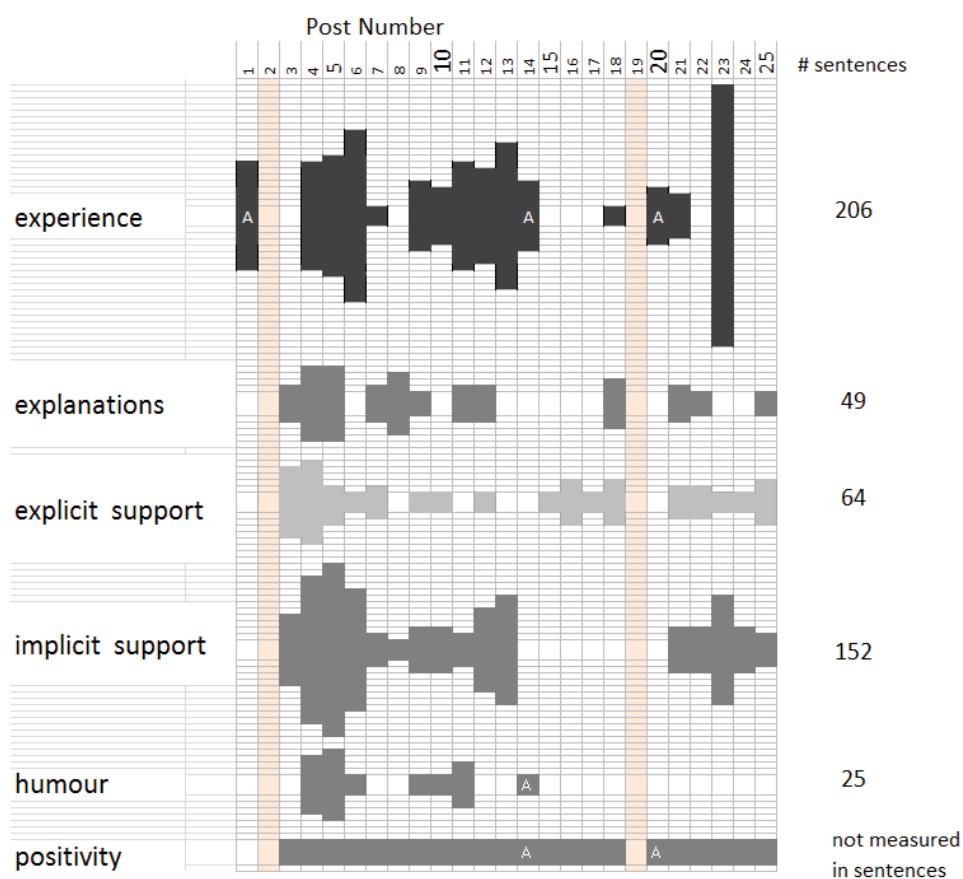 Post Number
1 2 3 4 5 6 7 8 9 10 11 12 13 14 15 16 17 18 19 20 21 22 23 24 25 # sentences
experience A A A 206
explanations 49
explicit support 64
implicit support 152
humour A 25
positivity A A not measured
in sentences